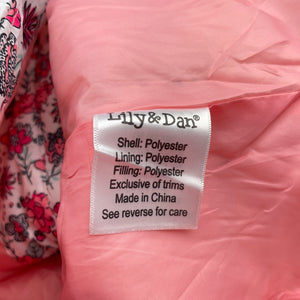 Lilly&Dan®
Shell: Polyester
Lining: Polyester
Filling: Polyester
Exclusive of trims
Made in China
See reverse for care